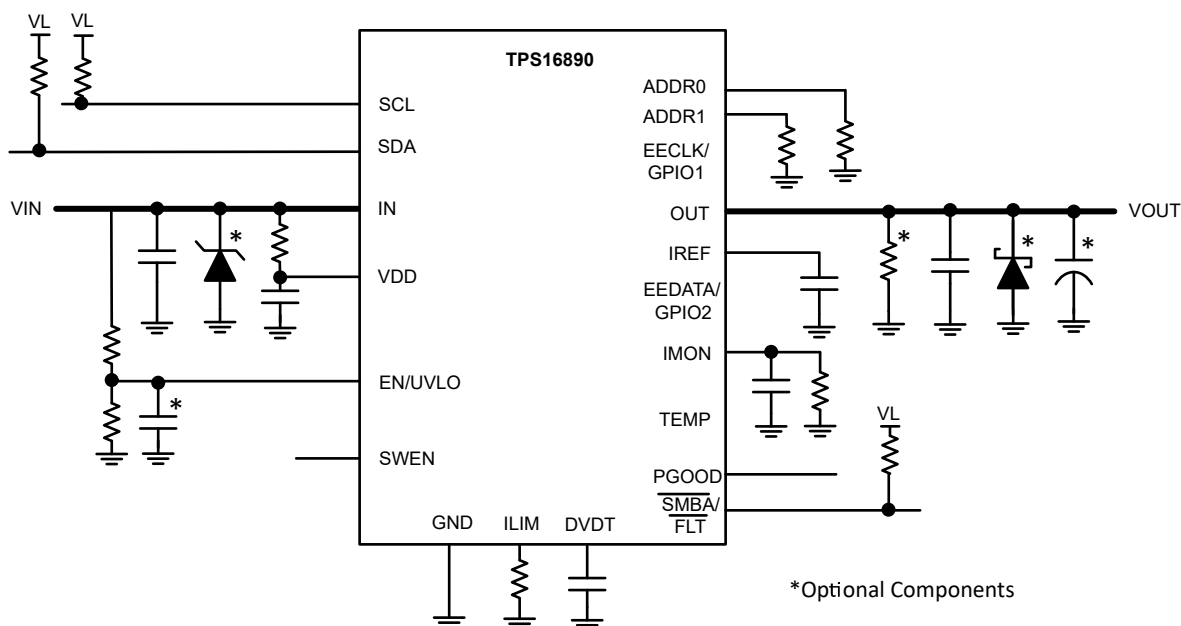 VL
VL
TPS16890
SCL
SDA
VIN
IN
*
VDD
EN/UVLO
*
SWEN
GND
ILIM
DVDT
ADDR0
ADDR1
EECLK/
GPIO1
OUT
VOUT
*
*
*
IREF
EEDATA/
GPIO2
IMON
TEMP
VL
PGOOD
SMBA/
FLT
*Optional Components